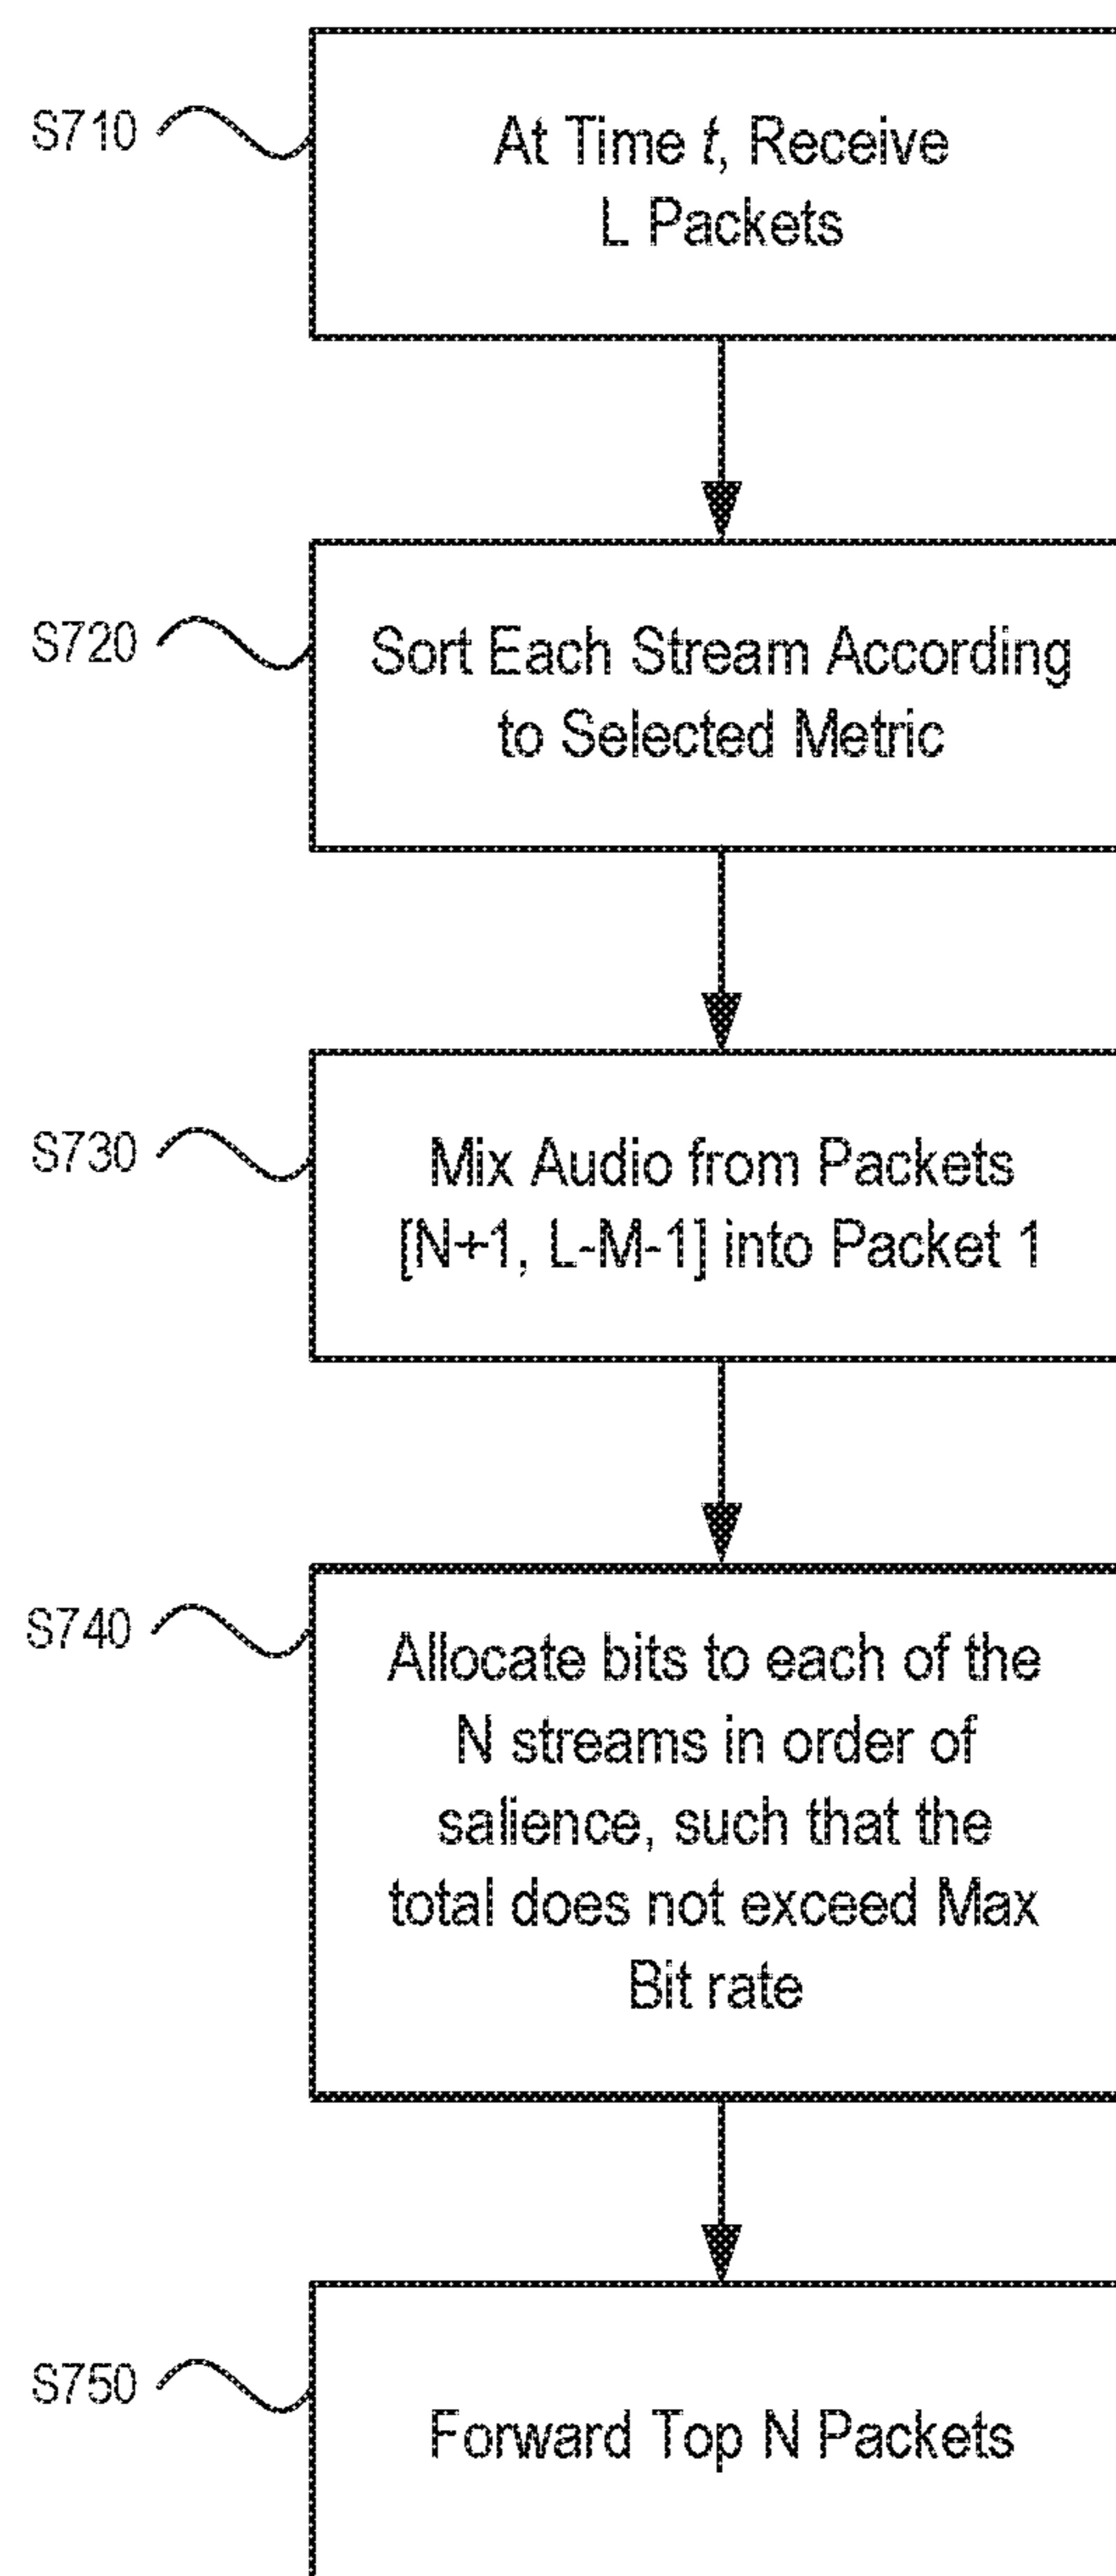 S710
At Time t, Receive
L Packets
S720
Sort Each Stream According
to Selected Metric
S730
Mix Audio from Packets
[N+1, L-M-1] into Packet 1
S740
Allocate bits to each of the
N streams in order of
salience, such that the
total does not exceed Max
Bit rate
S750
Forward Top N Packets